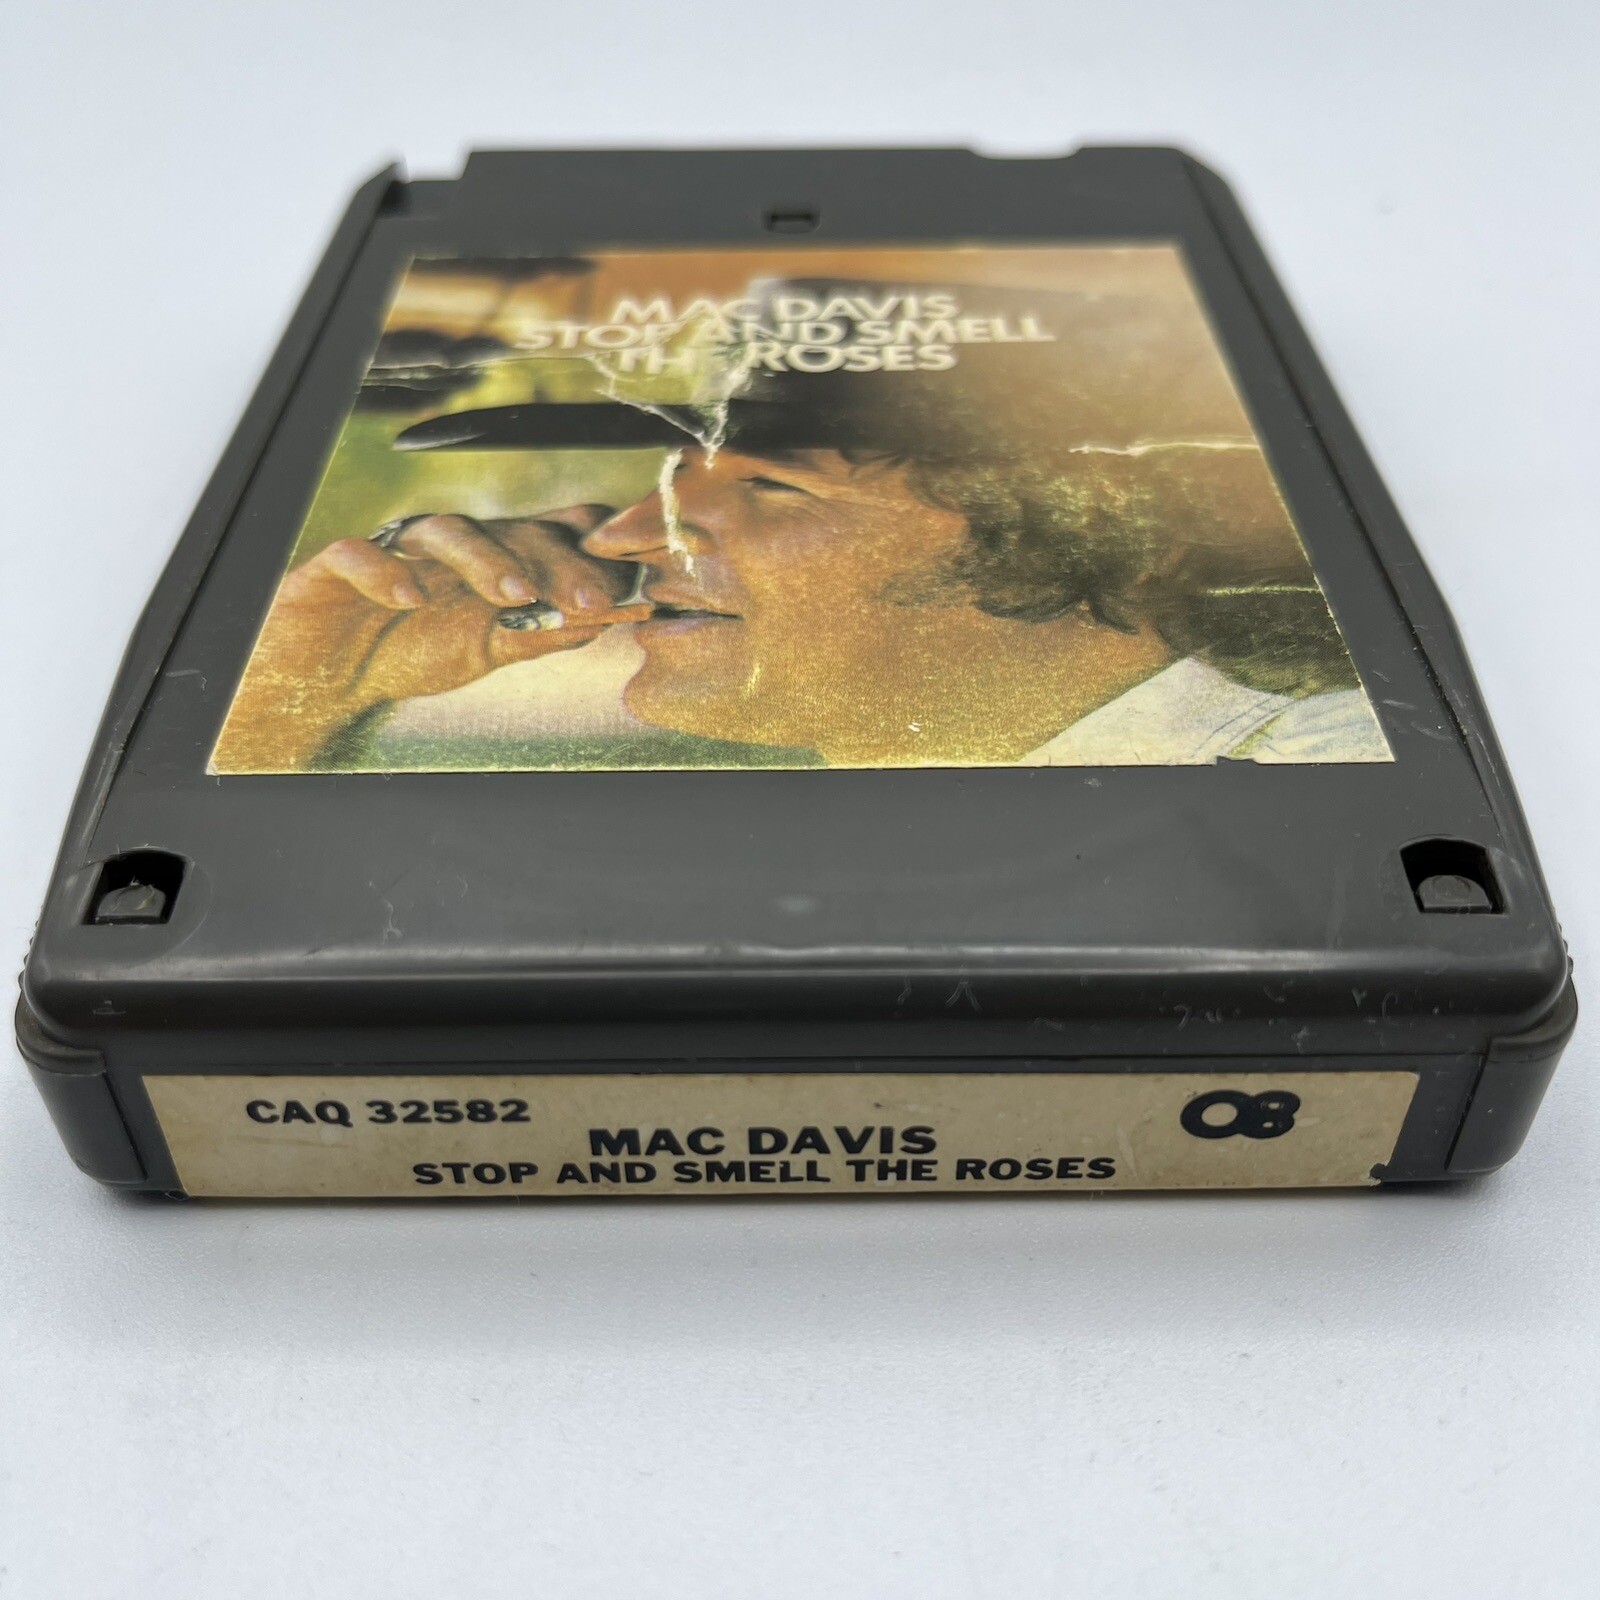 MAC DAVIS
STOP AND SMELL
THE ROSES
CAQ 32582
MAC DAVIS
STOP AND SMELL THE ROSES